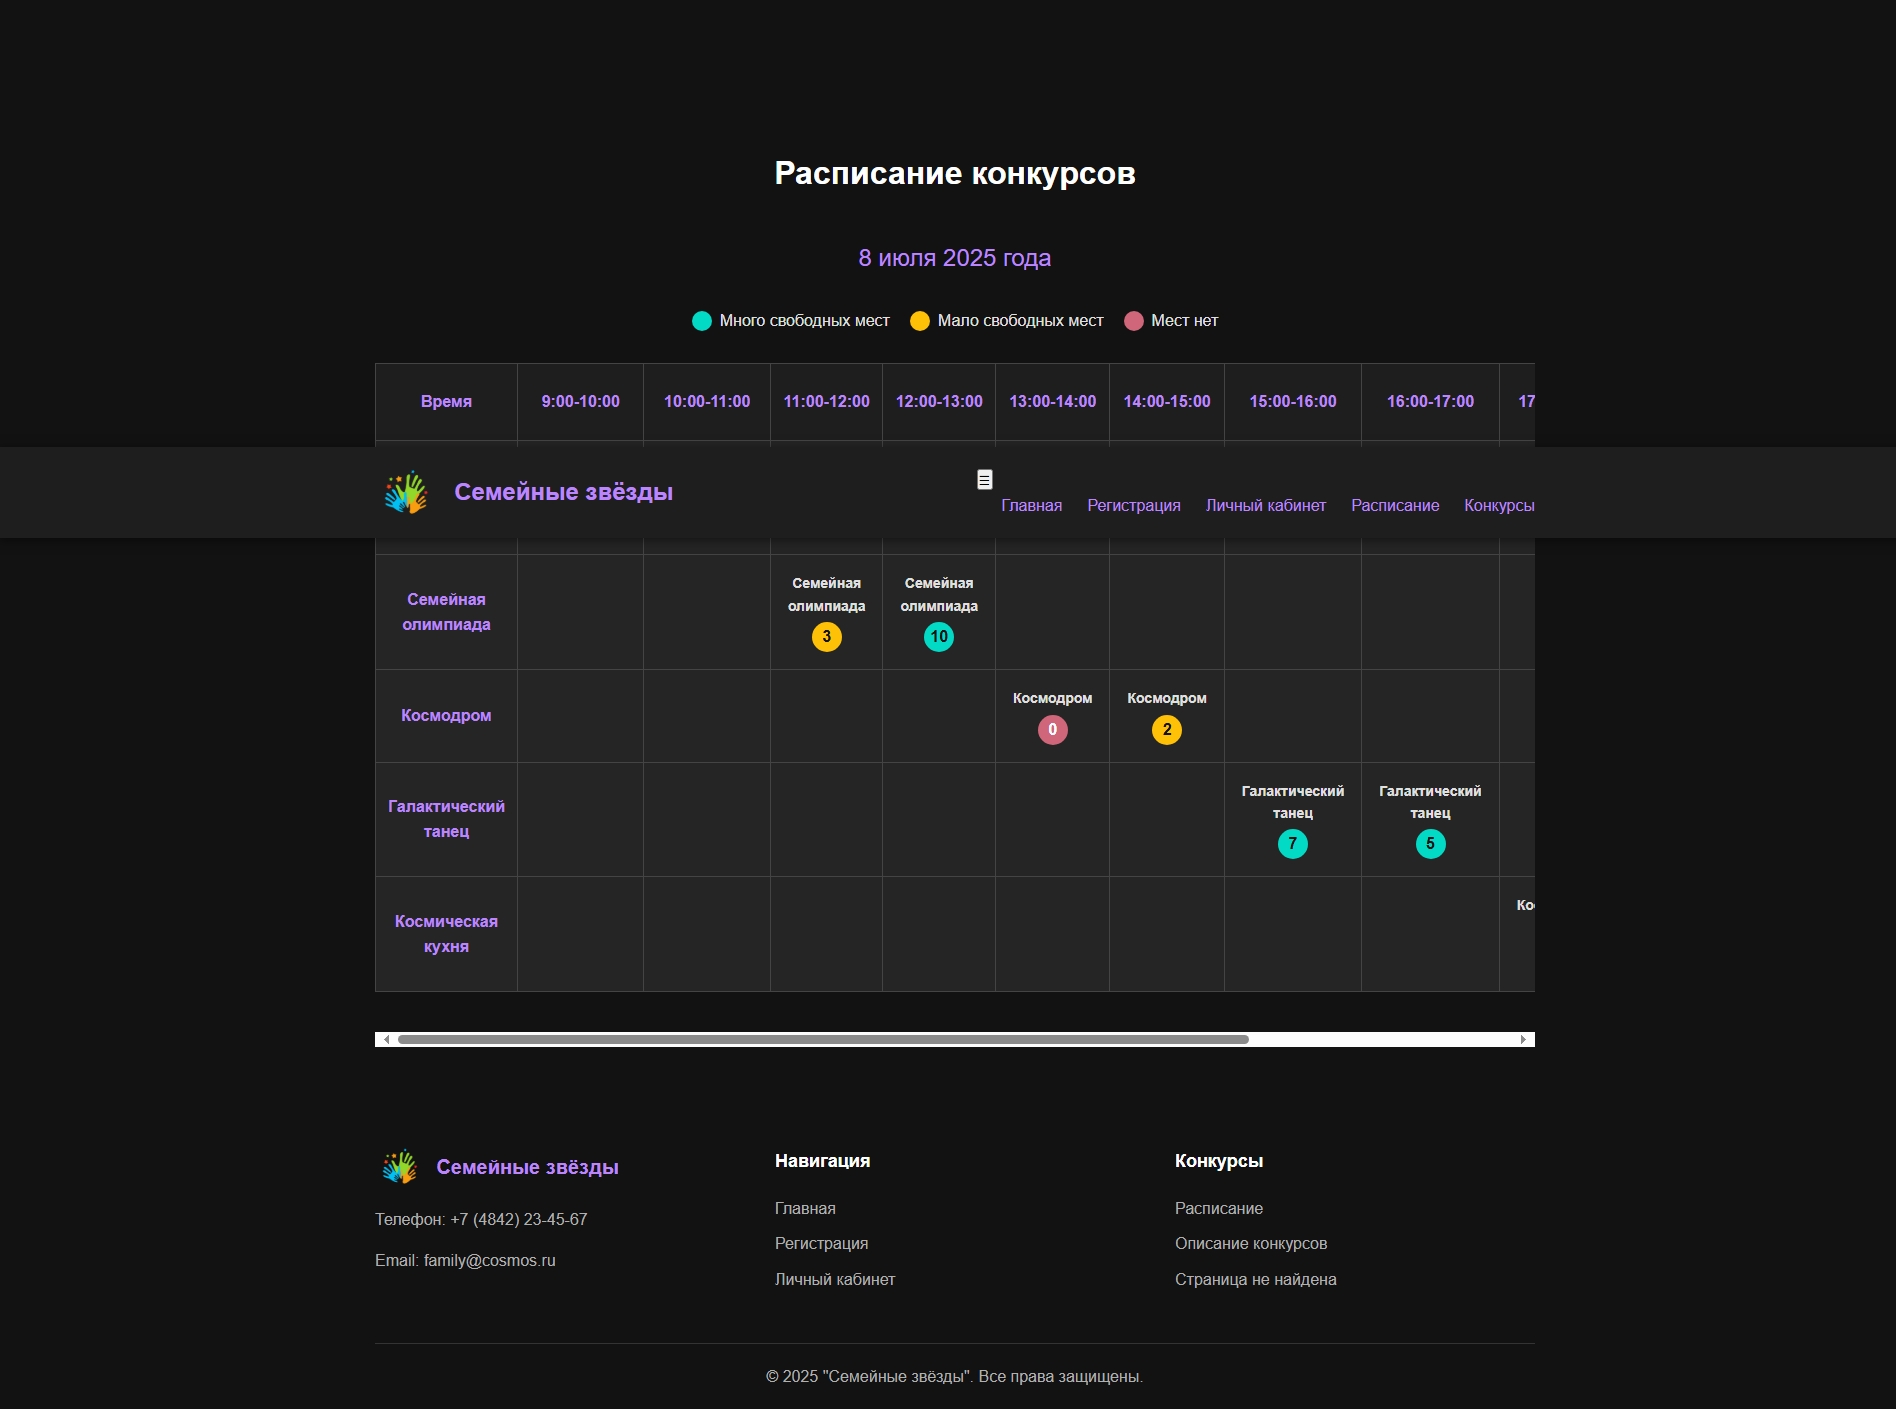 Расписание конкурсов
8 июля 2025 года
Много свободных мест Мало свободных мест Мест нет
Время 9:00-10:00 10:00-11:00 11:00-12:00 12:00-13:00 13:00-14:00 14:00-15:00 15:00-16:00 16:00-17:00 17
Семейные звёзды
☰
Главная Регистрация Личный кабинет Расписание Конкурсы
Семейная
олимпиада
Семейная
олимпиада
3
Семейная
олимпиада
10
Космодром
Космодром
0
Космодром
2
Галактический
танец
Галактический
танец
7
Галактический
танец
5
Космическая
кухня
Семейные звёзды
Телефон: +7 (4842) 23-45-67
Email: family@cosmos.ru
Навигация
Главная
Регистрация
Личный кабинет
Конкурсы
Расписание
Описание конкурсов
Страница не найдена
© 2025 "Семейные звёзды". Все права защищены.